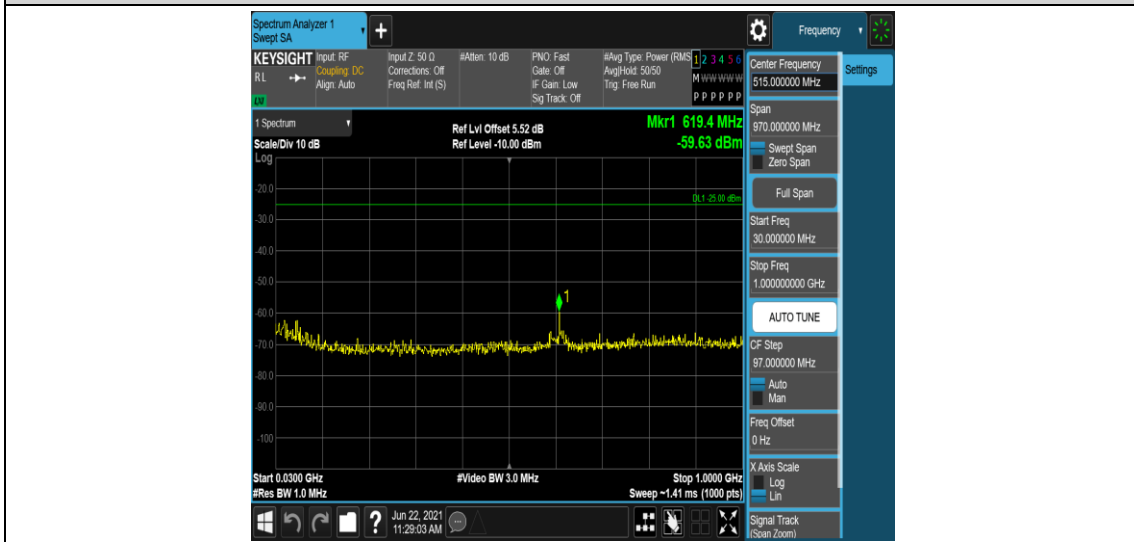 Spectrum Analyzer 1
Swept SA
+
Frequency
KEYSIGHT
RL
LXI
Input: RF
Coupling: DC
Align: Auto
Input Z: 50 Ω
Corrections: Off
Freq Ref: Int (S)
#Atten: 10 dB
PNO: Fast
Gate: Off
IF Gain: Low
Sig Track: Off
#Avg Type: Power (RMS
Avg|Hold: 50/50
Trig: Free Run
1 2 3 4 5 6
M W W W W W
P P P P P P
Center Frequency
515.000000 MHz
Settings
1 Spectrum
Scale/Div 10 dB
Ref Lvl Offset 5.52 dB
Ref Level -10.00 dBm
Mkr1 619.4 MHz
-59.63 dBm
Span
970.000000 MHz
Swept Span
Zero Span
Full Span
Start Freq
30.000000 MHz
Stop Freq
1.000000000 GHz
AUTO TUNE
CF Step
97.000000 MHz
Auto
Man
Freq Offset
0 Hz
X Axis Scale
Log
Lin
Signal Track
(Span Zoom)
Log
-20.0
DL1 -25.00 dBm
-30.0
-40.0
-50.0
1
-60.0
-70.0
-80.0
-90.0
-100
Start 0.0300 GHz
#Res BW 1.0 MHz
#Video BW 3.0 MHz
Stop 1.0000 GHz
Sweep ~1.41 ms (1000 pts)
?
Jun 22, 2021
11:29:03 AM